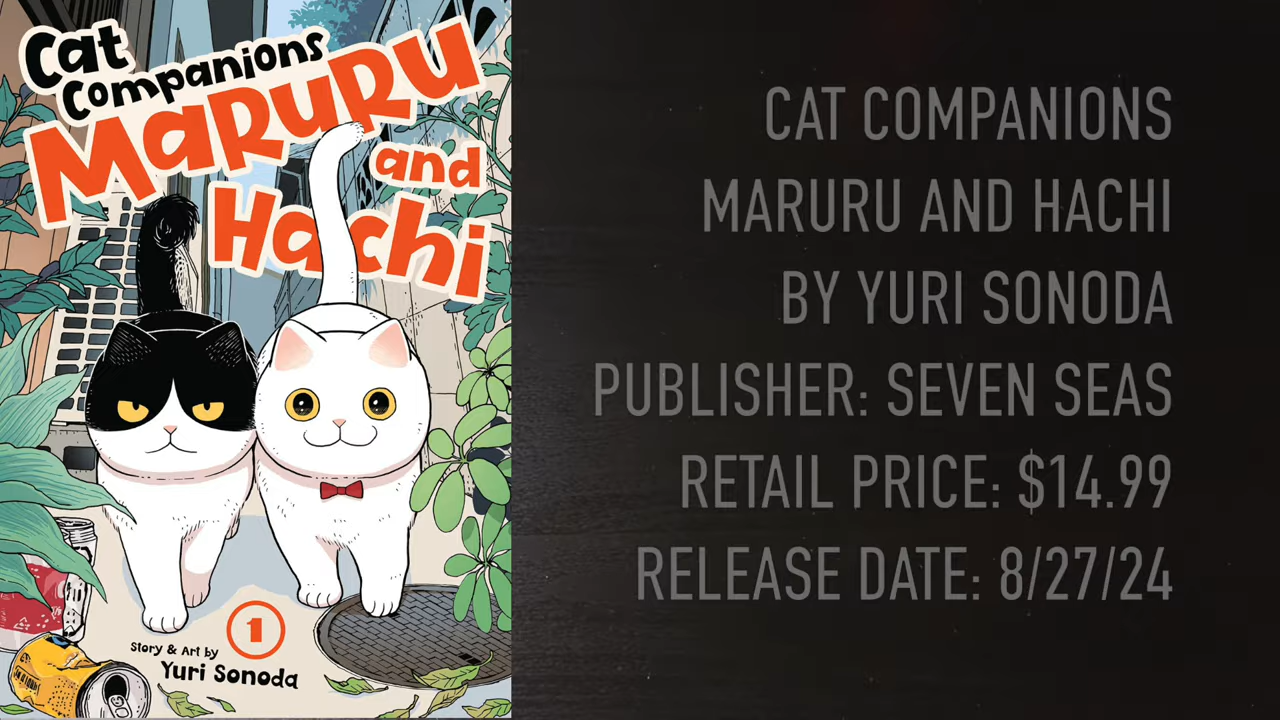 Cat
Companions
Maruru
and
Hachi
1
Story & Art by
Yuri Sonoda
CAT COMPANIONS
MARURU AND HACHI
BY YURI SONODA
PUBLISHER: SEVEN SEAS
RETAIL PRICE: $14.99
RELEASE DATE: 8/27/24